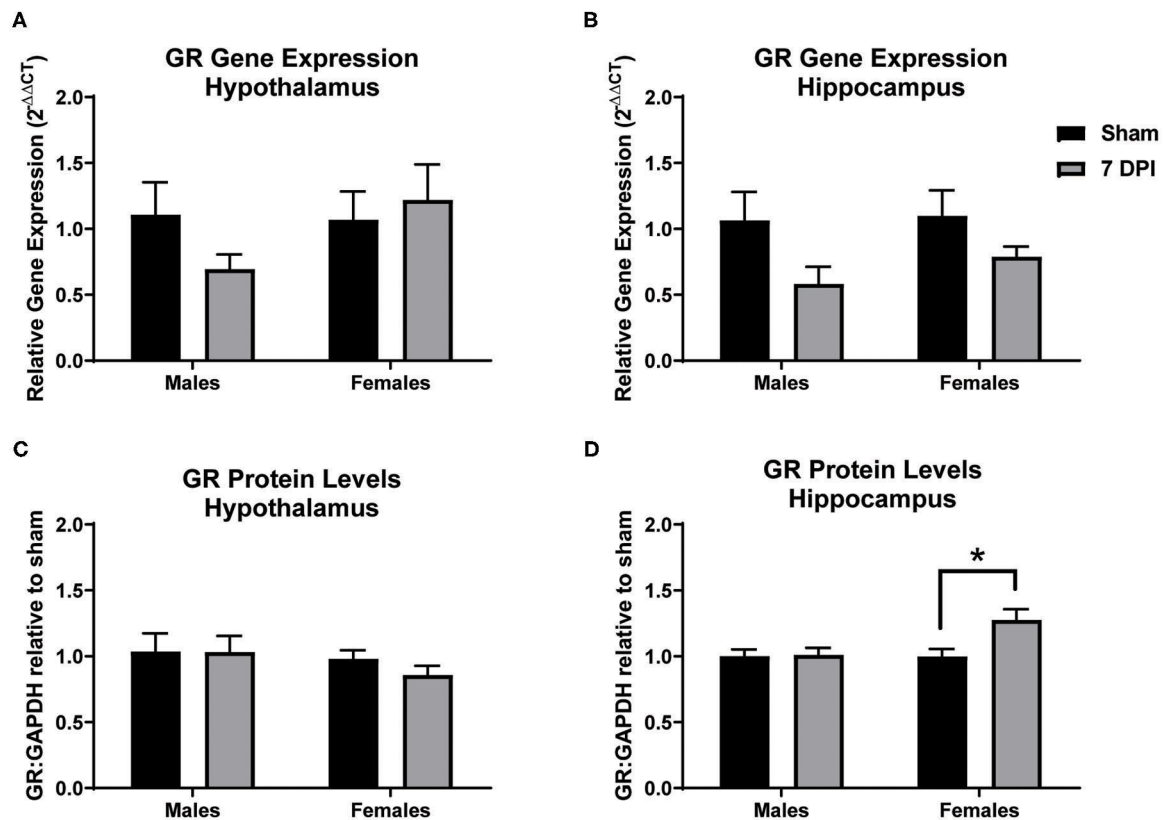 A
GR Gene Expression
Hypothalamus
Relative Gene Expression (2^-ΔΔCT)
2.0
1.5
1.0
0.5
0.0
Males Females
B
GR Gene Expression
Hippocampus
Relative Gene Expression (2^-ΔΔCT)
2.0
1.5
1.0
0.5
0.0
Males Females
Sham
7 DPI
C
GR Protein Levels
Hypothalamus
GR:GAPDH relative to sham
2.0
1.5
1.0
0.5
0.0
Males Females
D
GR Protein Levels
Hippocampus
GR:GAPDH relative to sham
2.0
1.5
1.0
0.5
0.0
*
Males Females